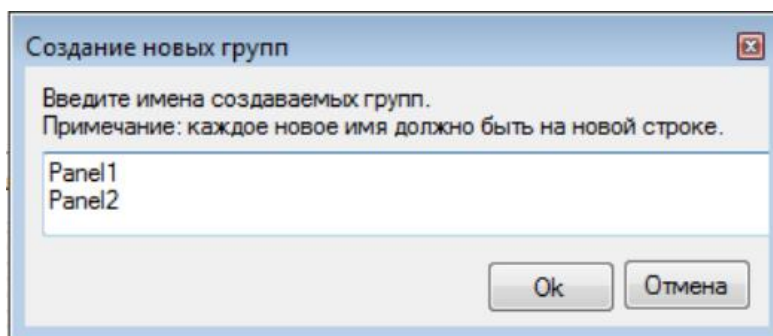 Создание новых групп
Введите имена создаваемых групп.
Примечание: каждое новое имя должно быть на новой строке.
Panel1
Panel2
Ok
Отмена